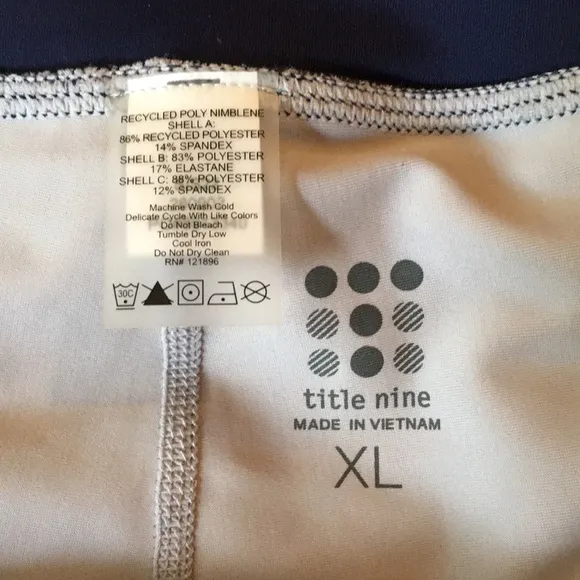 RECYCLED POLY NIMBLENE
SHELL A:
86% RECYCLED POLYESTER
14% SPANDEX
SHELL B: 83% POLYESTER
17% ELASTANE
SHELL C: 88% POLYESTER
12% SPANDEX
Machine Wash Cold
Delicate Cycle With Like Colors
Do Not Bleach
Tumble Dry Low
Cool Iron
Do Not Dry Clean
RN# 121896
30C
title nine
MADE IN VIETNAM
XL